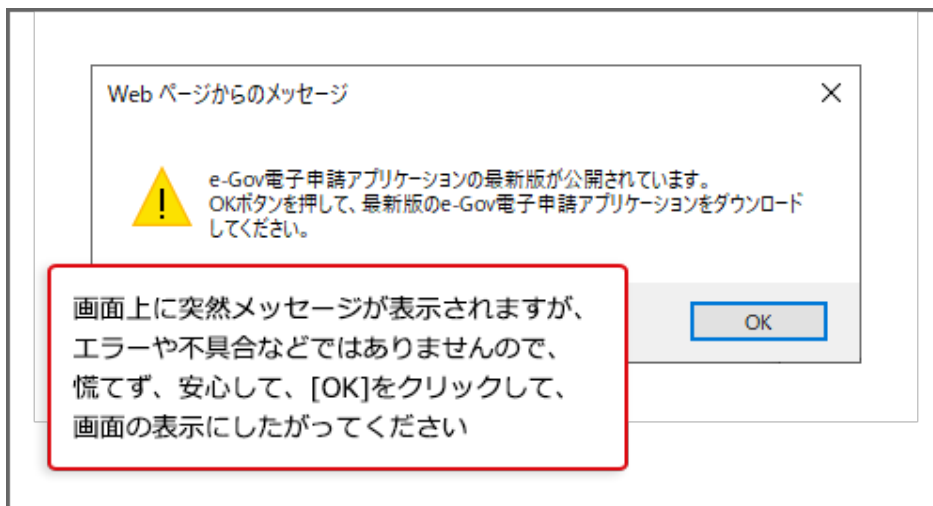 Web ページからのメッセージ
e-Gov電子申請アプリケーションの最新版が公開されています。
OKボタンを押して、最新版のe-Gov電子申請アプリケーションをダウンロード
してください。
OK
画面上に突然メッセージが表示されますが、
エラーや不具合などではありませんので、
慌てず、安心して、[OK]をクリックして、
画面の表示にしたがってください